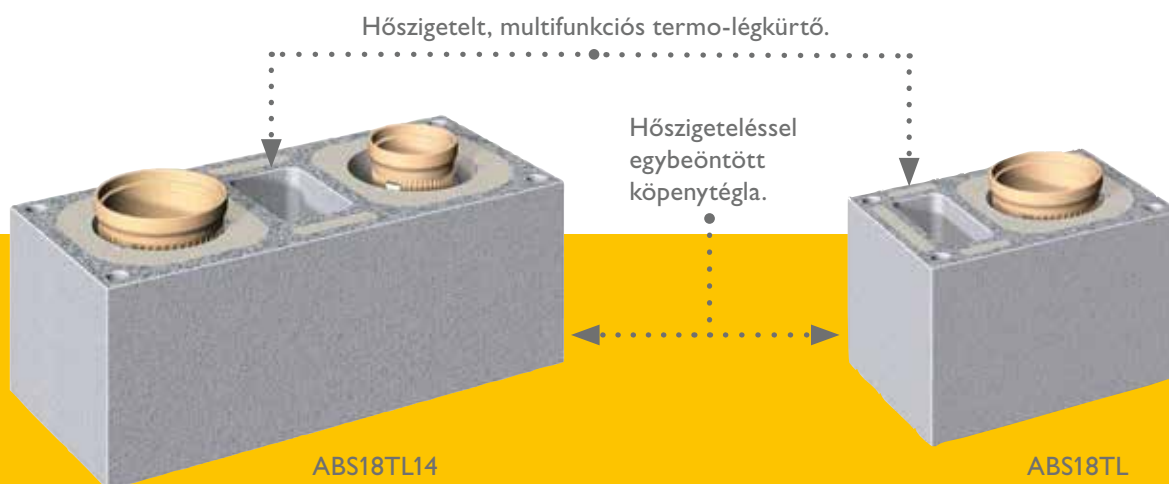 Hőszigetelt, multifunkciós termo-légkürtő.
Hőszigeteléssel
egybeöntött
köpenytégla.
ABS18TL14
ABS18TL